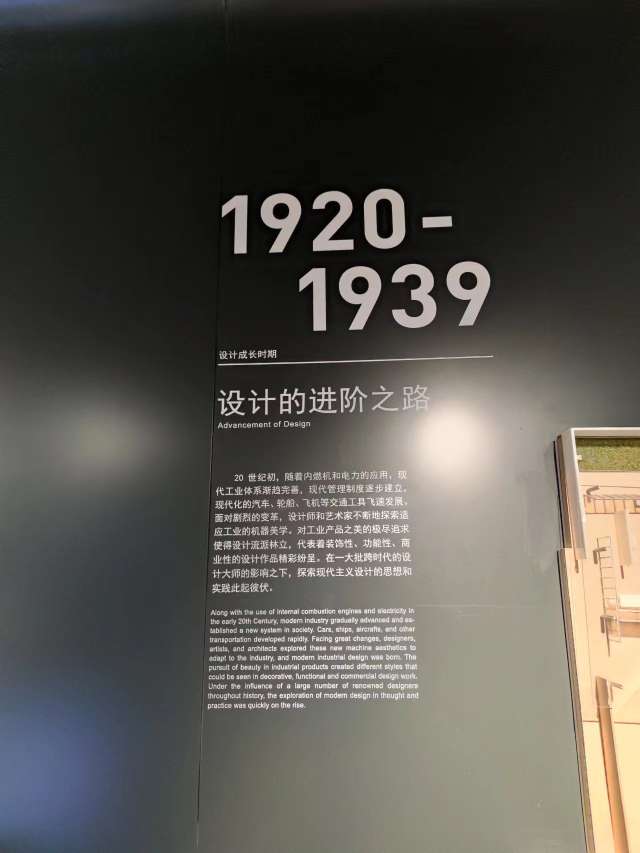 1920-
1939
设计成长时期
设计的进阶之路
Advancement of Design
20 世纪初，随着内燃机和电力的应用，现
代工业体系渐趋完善，现代管理制度逐步建立，
现代化的汽车、轮船、飞机等交通工具飞速发展。
面对剧烈的变革，设计师和艺术家不断地探索适
应工业的机器美学。对工业产品之美的极尽追求
使得设计流派林立，代表着装饰性、功能性、商
业性的设计作品精彩纷呈。在一大批跨时代的设
计大师的影响之下，探索现代主义设计的思想和
实践此起彼伏。
Along with the use of internal combustion engines and electricity in
the early 20th Century, modern industry gradually advanced and es-
tablished a new system in society. Cars, ships, aircrafts, and other
transportation developed rapidly. Facing great changes, designers,
artists, and architects explored these new machine aesthetics to
adapt to the industry, and modern industrial design was born. The
pursuit of beauty in industrial products created different styles that
could be seen in decorative, functional and commercial design work.
Under the influence of a large number of renowned designers
throughout history, the exploration of modern design in thought and
practice was quickly on the rise.